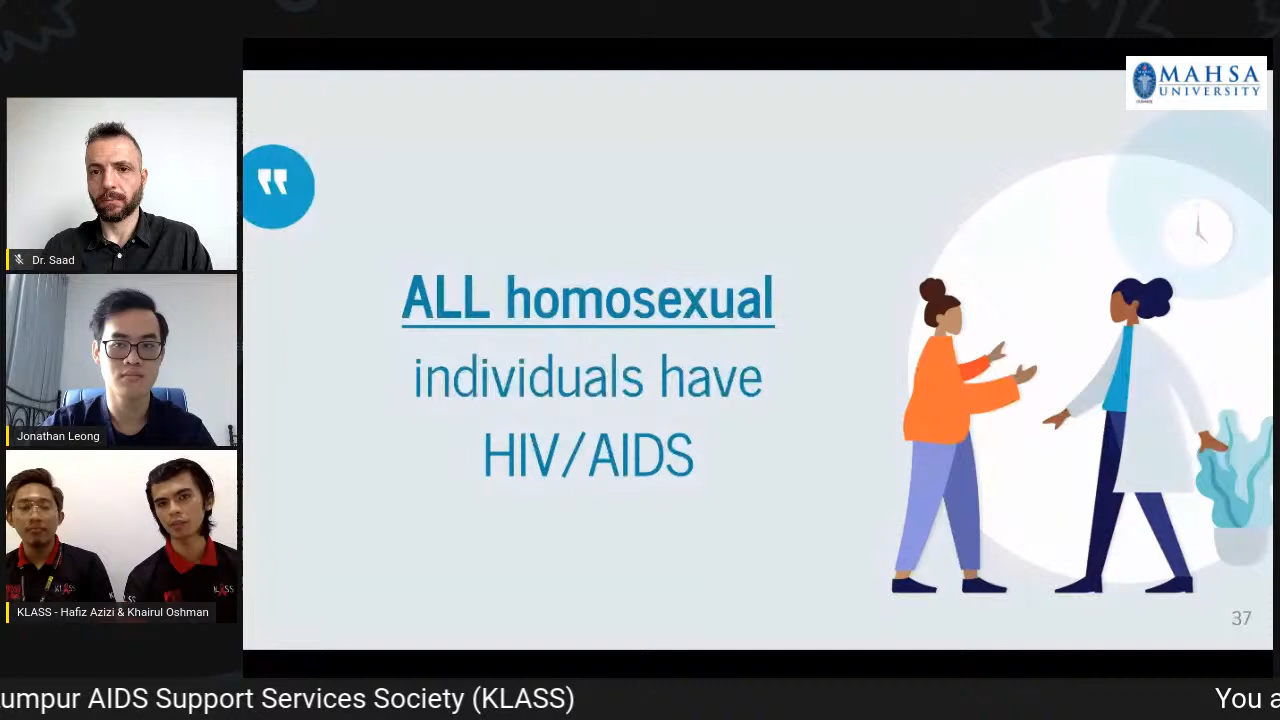 MAHSA
UNIVERSITY
ALL homosexual
individuals have
HIV/AIDS
37
Dr. Saad
Jonathan Leong
KLASS
KLASS - Hafiz Azizi & Khairul Oshman
umpur AIDS Support Services Society (KLASS)
You a